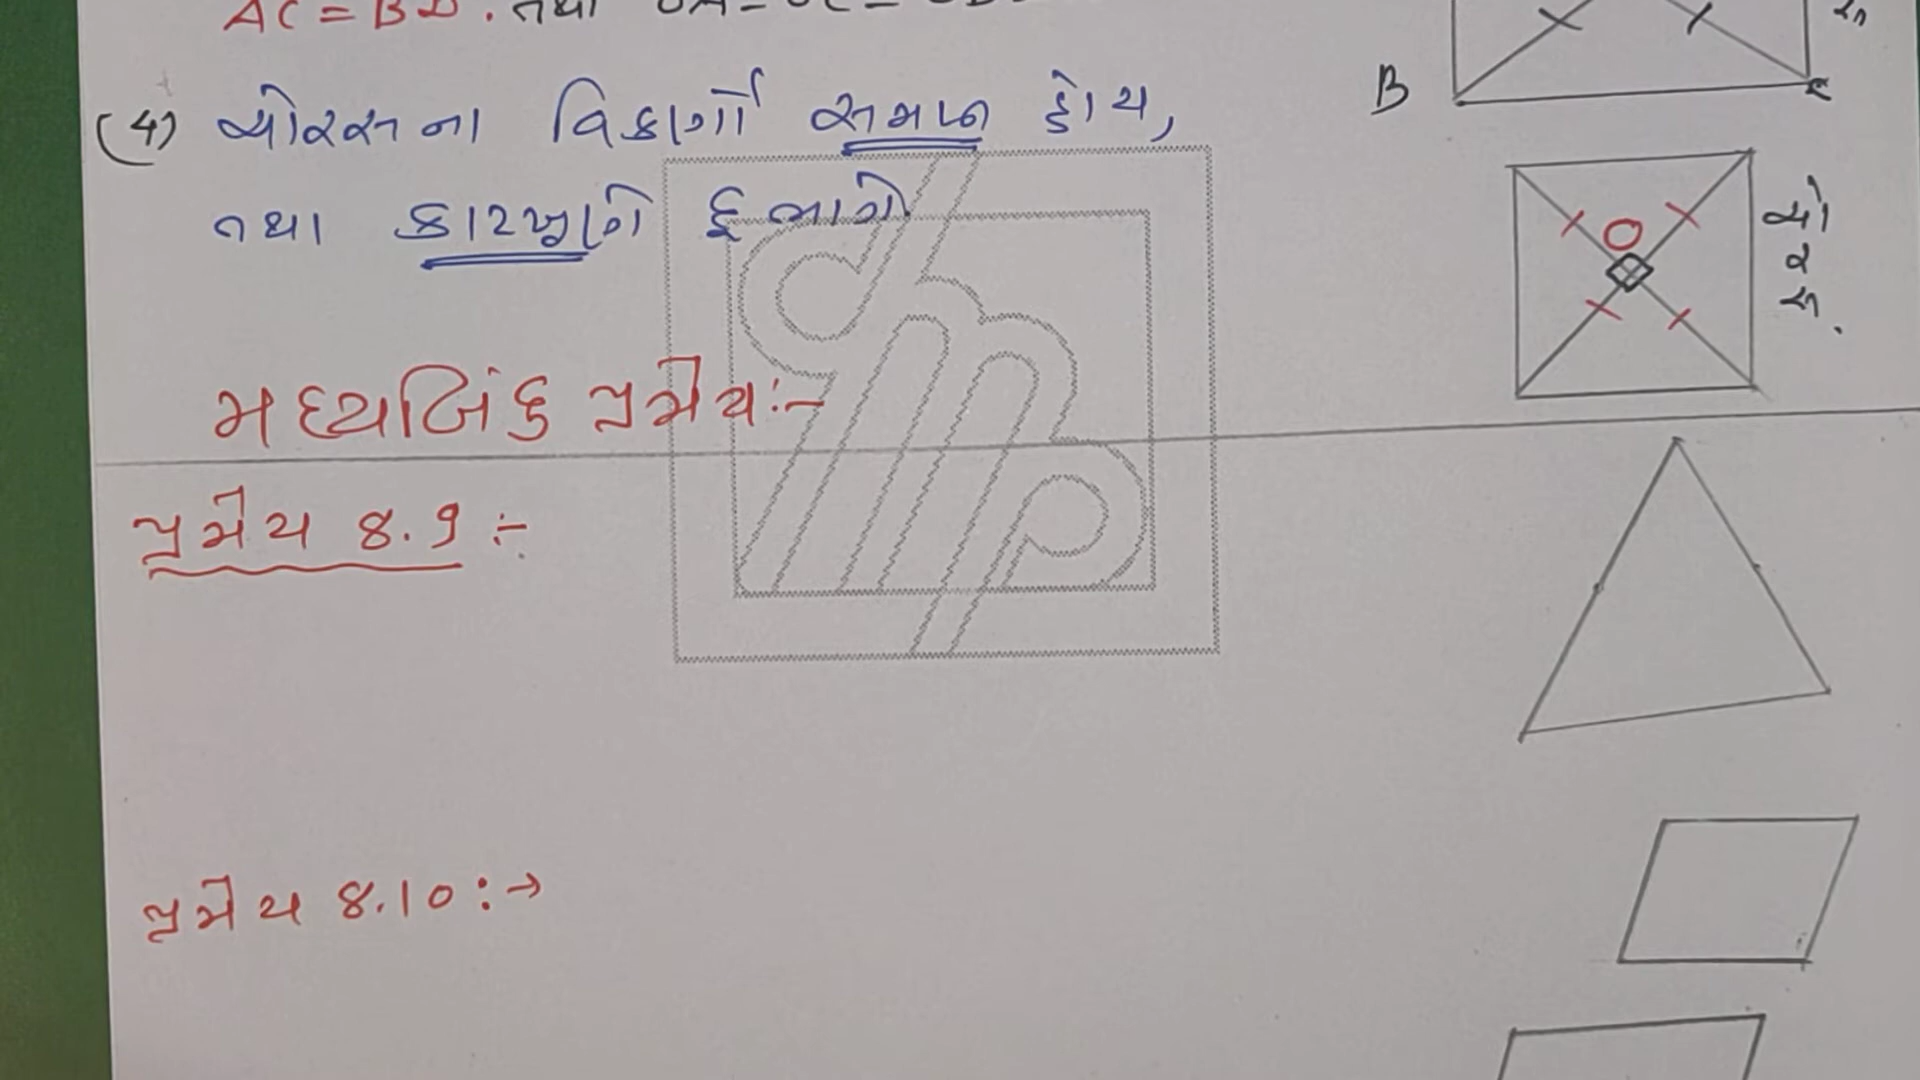 AC = BD. તથા
B
C
(4) ચોરસના વિકર્ણો સમાન હોય,
તથા કાટખૂણે દુભાગે
O
ચોરસ.
મધ્યબિંદુ પ્રમેય:-
પ્રમેય 8.9 :-
પ્રમેય 8.10 :→